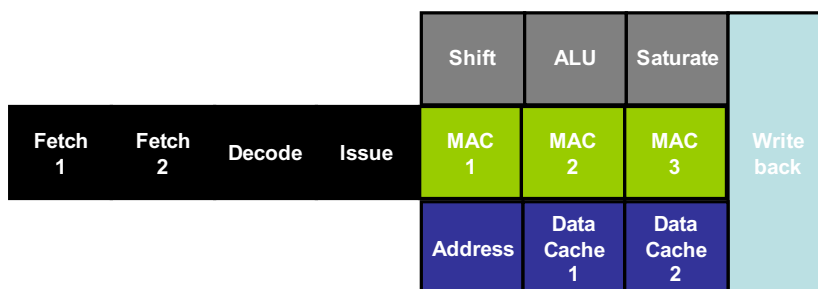 Shift ALU Saturate
Fetch 1
Fetch 2
Decode
Issue
MAC 1
MAC 2
MAC 3
Write back
Address
Data Cache 1
Data Cache 2